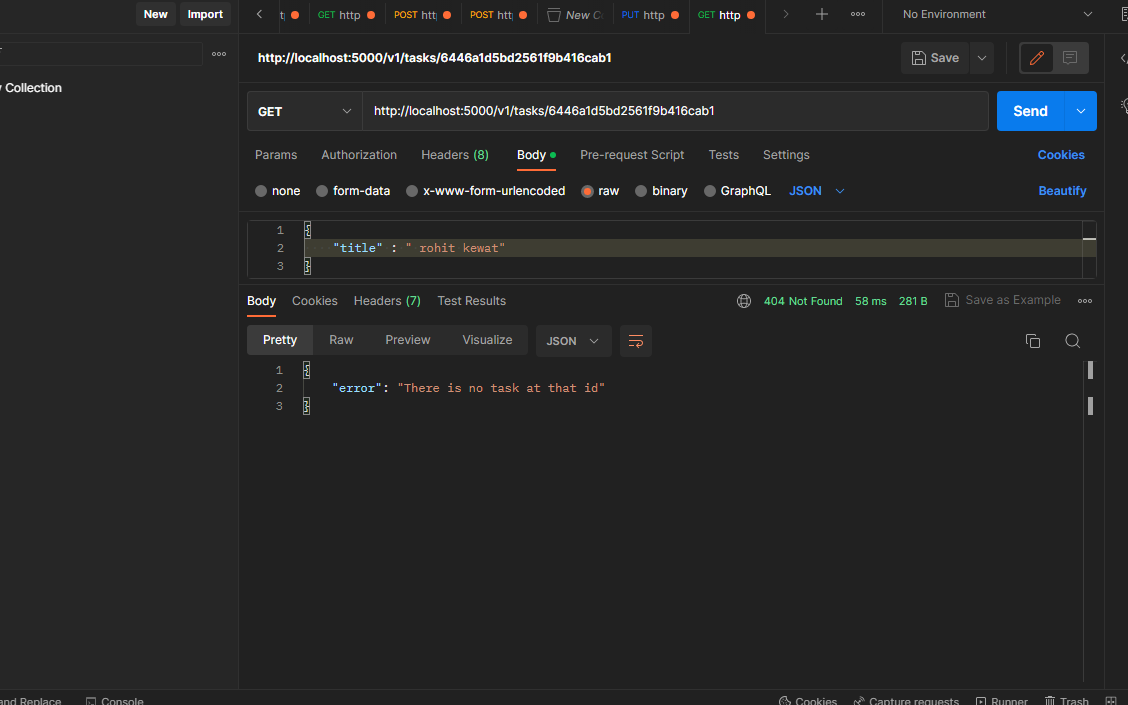 New Import
GET http
POST htt
POST htt
New C
PUT http
GET http
No Environment
http://localhost:5000/v1/tasks/6446a1d5bd2561f9b416cab1
Save
Collection
GET http://localhost:5000/v1/tasks/6446a1d5bd2561f9b416cab1 Send
Params Authorization Headers (8) Body Pre-request Script Tests Settings Cookies
none form-data x-www-form-urlencoded raw binary GraphQL JSON Beautify
1 {
2 "title" : " rohit kewat"
3 }
Body Cookies Headers (7) Test Results 404 Not Found 58 ms 281 B Save as Example
Pretty Raw Preview Visualize JSON
1 {
2 "error": "There is no task at that id"
3 }
and Replace Console Cookies Capture requests Runner Trash